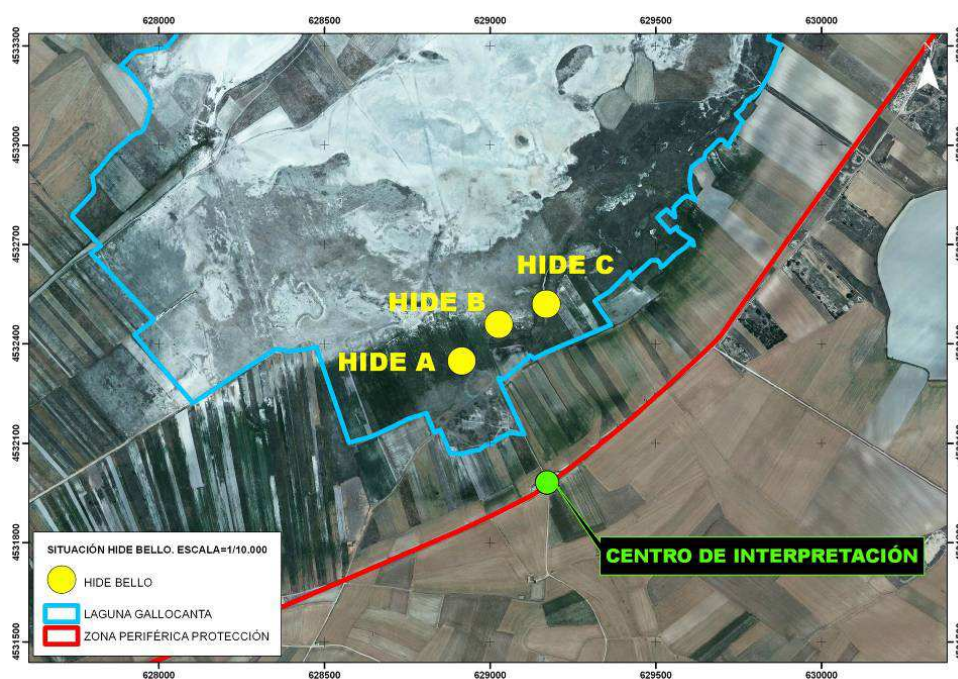 628000 628500 629000 629500 630000
4533300
4533000
4532700
4532400
4532100
4531800
4531500
HIDE C
HIDE B
HIDE A
CENTRO DE INTERPRETACIÓN
SITUACIÓN HIDE BELLO. ESCALA=1/10.000
HIDE BELLO
LAGUNA GALLOCANTA
ZONA PERIFÉRICA PROTECCIÓN
628000 628500 629000 629500 630000